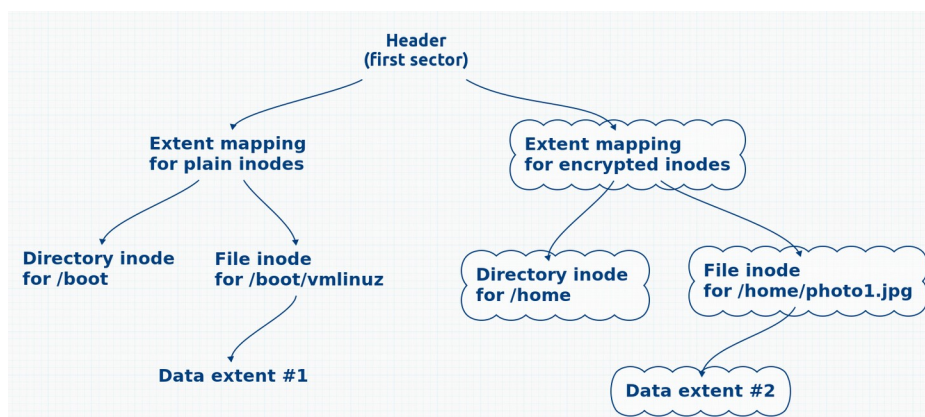 Header
(first sector)
Extent mapping
for plain inodes
Extent mapping
for encrypted inodes
Directory inode
for /boot
File inode
for /boot/vmlinuz
Directory inode
for /home
File inode
for /home/photo1.jpg
Data extent #1
Data extent #2